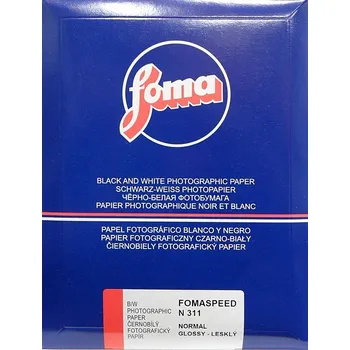 foma
BLACK AND WHITE PHOTOGRAPHIC PAPER
SCHWARZ-WEISS PHOTOPAPIER
ЧЁРНО-БЕЛАЯ ФОТОБУМАГА
PAPIER PHOTOGRAPHIQUE NOIR ET BLANC
PAPEL FOTOGRÁFICO BLANCO Y NEGRO
PAPIER FOTOGRAFICZNY CZARNO-BIAŁY
ČIERNOBIELY FOTOGRAFICKÝ PAPIER
B/W
PHOTOGRAPHIC
PAPER
ČERNOBÍLÝ
FOTOGRAFICKÝ
PAPÍR
FOMASPEED
N 311
NORMAL
GLOSSY - LESKLÝ